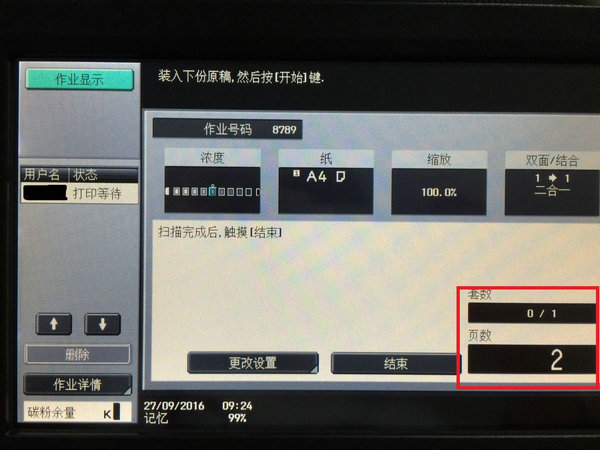 作业显示
装入下份原稿,然后按[开始]键.
作业号码 8789
用户名 状态
打印等待
浓度
纸
A4
缩放
100.0%
双面/结合
1 ➡ 1
二合一
扫描完成后,触摸[结束]
套数
0 / 1
页数
2
删除
更改设置
结束
作业详情
碳粉余量 K
27/09/2016 09:24
记忆 99%